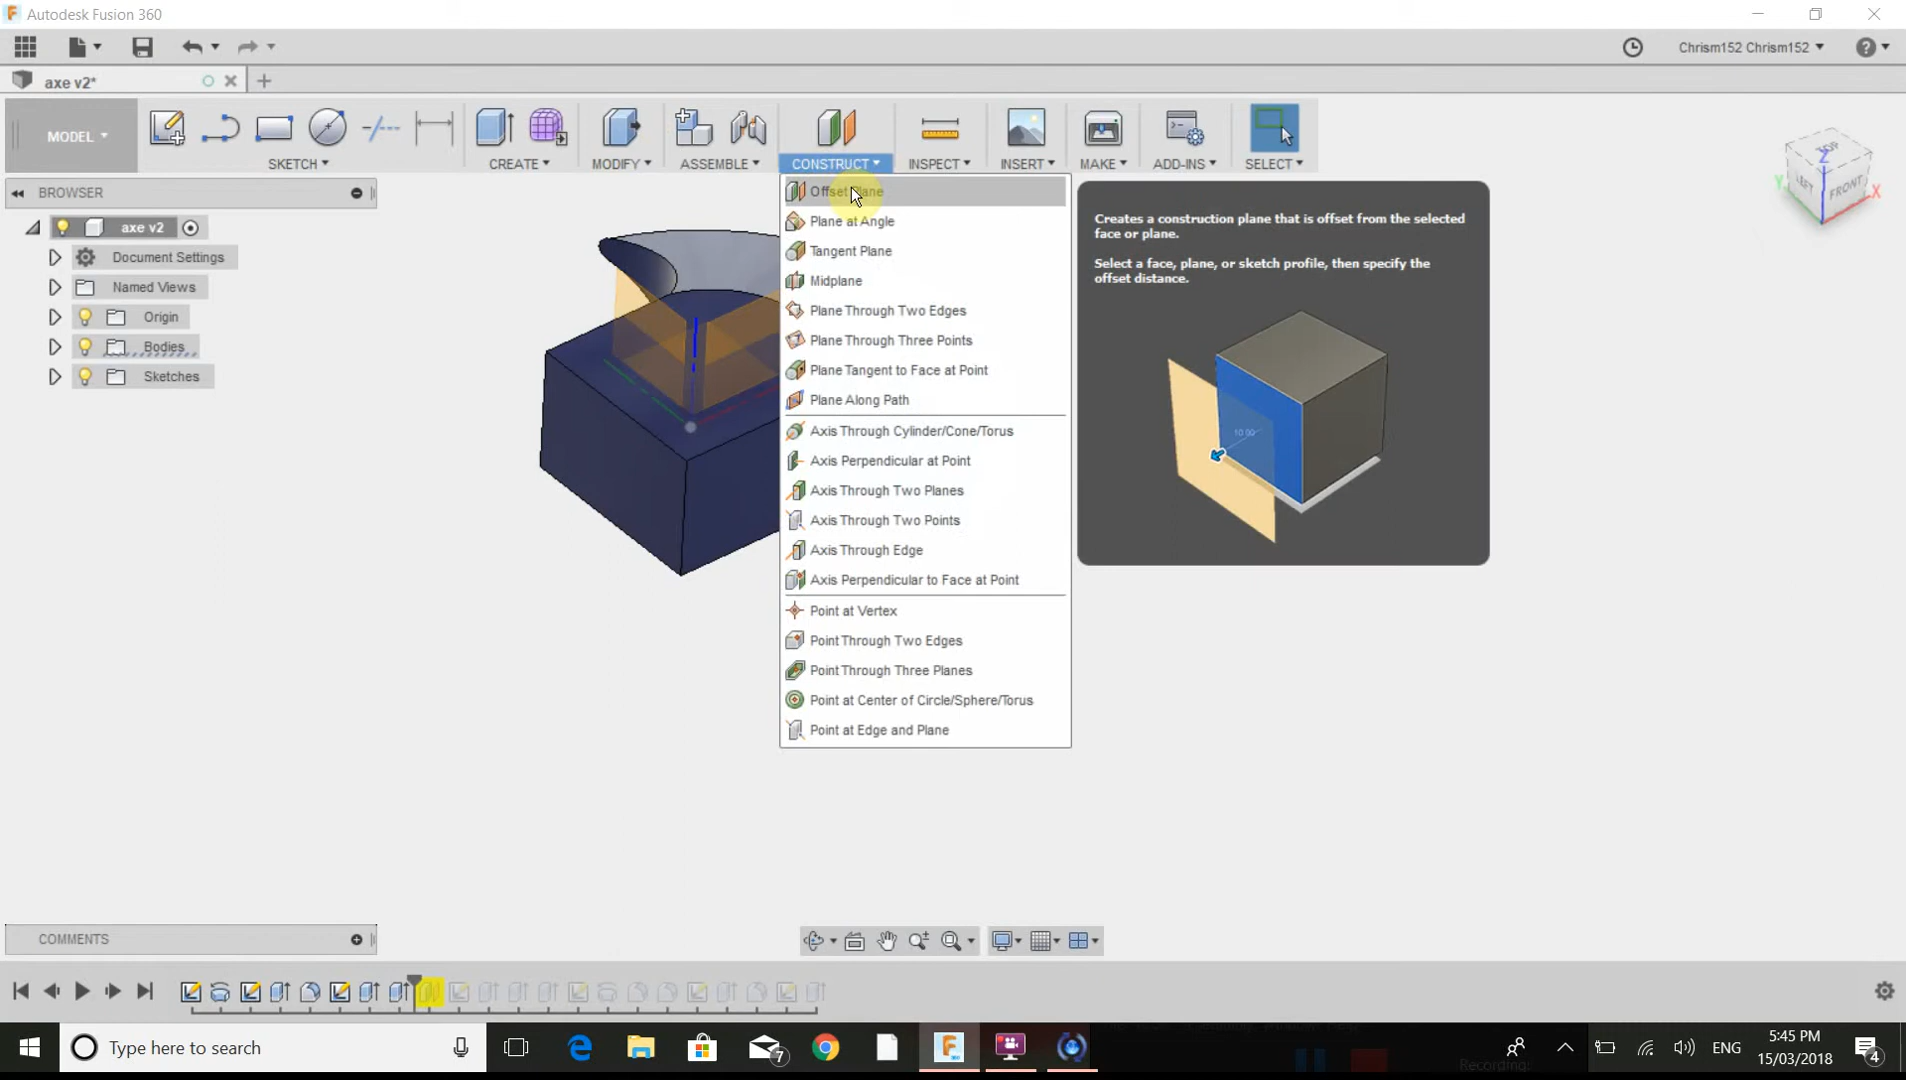 Autodesk Fusion 360
Chrism152 Chrism152
axe v2*
MODEL
SKETCH
CREATE
MODIFY
ASSEMBLE
CONSTRUCT
INSPECT
INSERT
MAKE
ADD-INS
SELECT
BROWSER
axe v2
Document Settings
Named Views
Origin
Bodies
Sketches
Offset Plane
Plane at Angle
Tangent Plane
Midplane
Plane Through Two Edges
Plane Through Three Points
Plane Tangent to Face at Point
Plane Along Path
Axis Through Cylinder/Cone/Torus
Axis Perpendicular at Point
Axis Through Two Planes
Axis Through Two Points
Axis Through Edge
Axis Perpendicular to Face at Point
Point at Vertex
Point Through Two Edges
Point Through Three Planes
Point at Center of Circle/Sphere/Torus
Point at Edge and Plane
Creates a construction plane that is offset from the selected
face or plane.
Select a face, plane, or sketch profile, then specify the
offset distance.
10.00
TOP
Z
LEFT
FRONT
Y
X
COMMENTS
Type here to search
7
Recording:
ENG
5:45 PM
15/03/2018
4